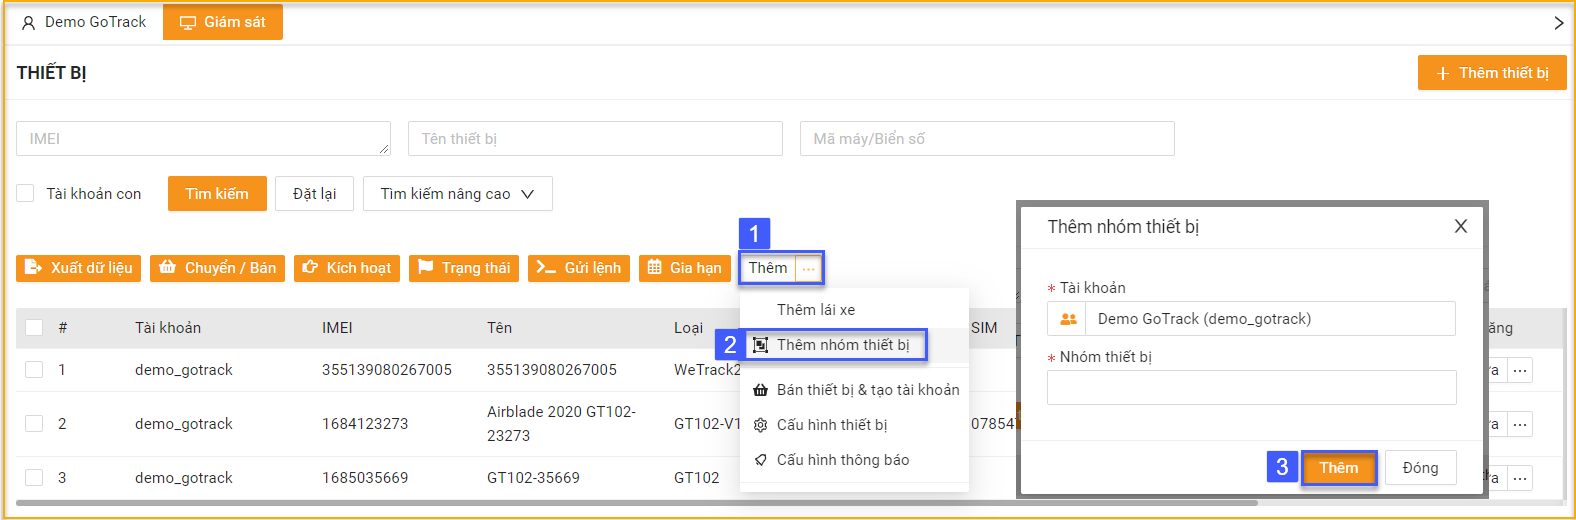 Demo GoTrack
Giám sát
THIẾT BỊ
Thêm thiết bị
IMEI
Tên thiết bị
Mã máy/Biển số
Tài khoản con
Tìm kiếm
Đặt lại
Tìm kiếm nâng cao
1
Xuất dữ liệu
Chuyển / Bán
Kích hoạt
Trạng thái
Gửi lệnh
Gia hạn
Thêm
...
Thêm lái xe
2
Thêm nhóm thiết bị
Bán thiết bị & tạo tài khoản
Cấu hình thiết bị
Cấu hình thông báo
# Tài khoản IMEI Tên Loại SIM ăng
1 demo_gotrack 355139080267005 355139080267005 WeTrack2 ...
2 demo_gotrack 1684123273 Airblade 2020 GT102-23273 GT102-V1 07854 ...
3 demo_gotrack 1685035669 GT102-35669 GT102 ...
Thêm nhóm thiết bị
X
* Tài khoản
Demo GoTrack (demo_gotrack)
* Nhóm thiết bị
3
Thêm
Đóng